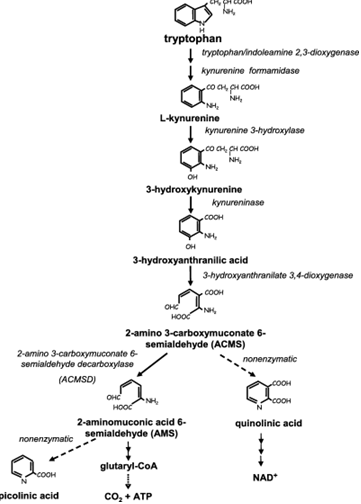 COOH
NH₂
N
H
tryptophan
tryptophan/indoleamine 2,3-dioxygenase
kynurenine formamidase
CO CH₂ CH COOH
NH₂
NH₂
L-kynurenine
kynurenine 3-hydroxylase
CO CH₂ CH COOH
NH₂
NH₂
OH
3-hydroxykynurenine
kynureninase
COOH
NH₂
OH
3-hydroxyanthranilic acid
3-hydroxyanthranilate 3,4-dioxygenase
COOH
OHC
HOOC
NH₂
2-amino 3-carboxymuconate 6-
semialdehyde (ACMS)
2-amino 3-carboxymuconate 6-
semialdehyde decarboxylase
(ACMSD)
nonenzymatic
OHC
HOOC
NH₂
COOH
COOH
N
2-aminomuconic acid 6-
semialdehyde (AMS)
quinolinic acid
nonenzymatic
N
COOH
glutaryl-CoA
NAD⁺
picolinic acid
CO₂ + ATP